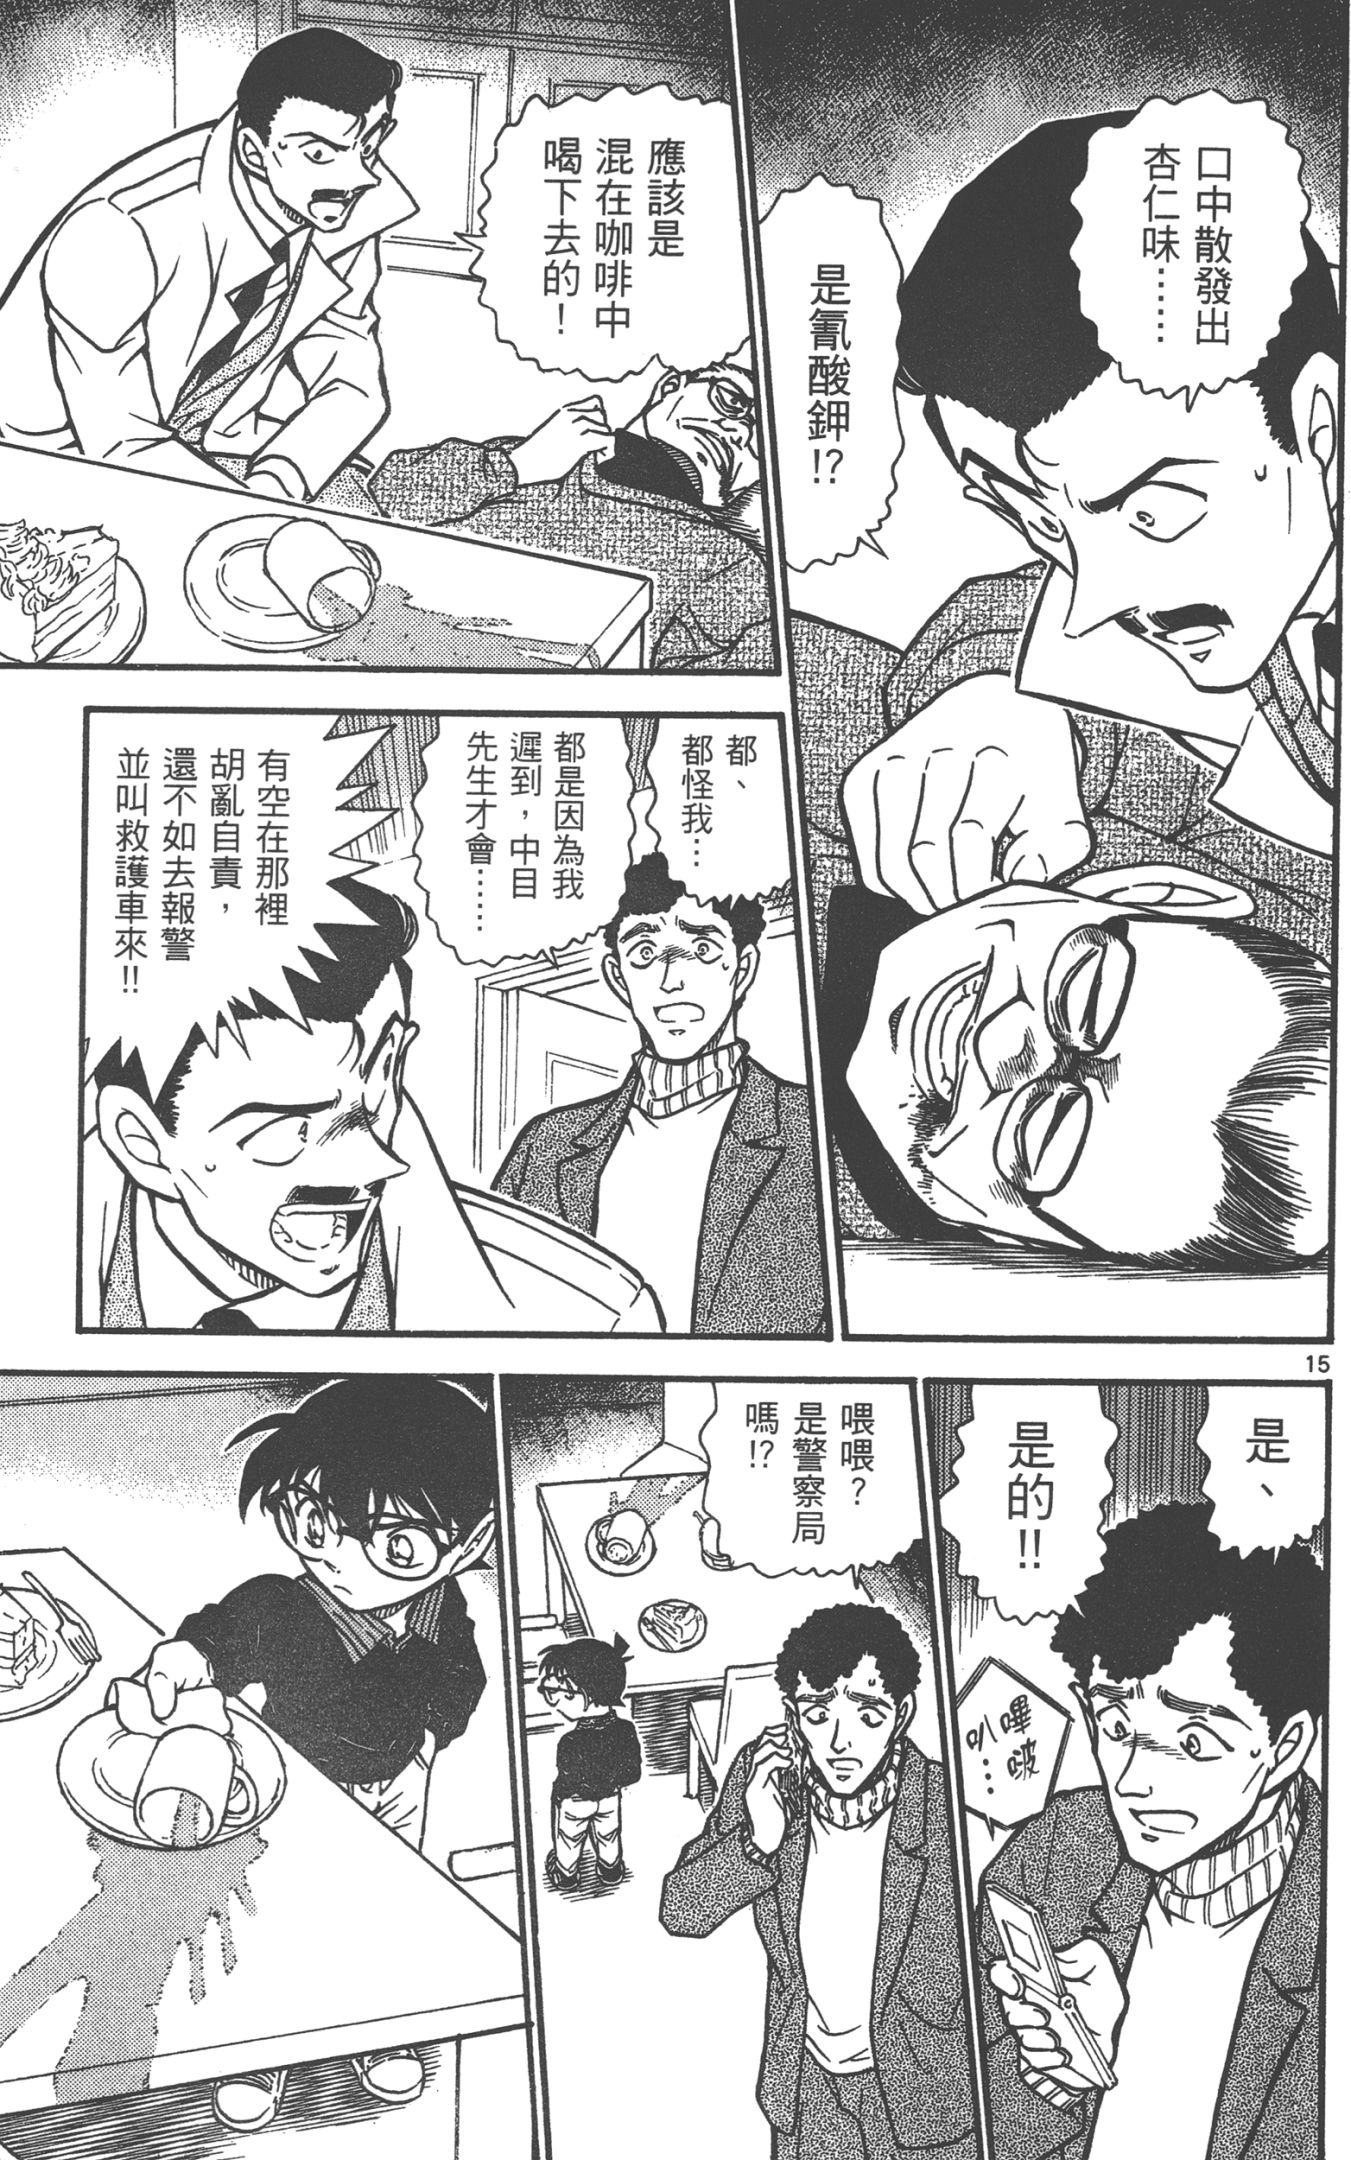 口中散發出
杏仁味……
是氰酸鉀!?
應該是
混在咖啡中
喝下去的！
都、
都怪我…
都是因為我
遲到，中目
先生才會……
有空在那裡
胡亂自責，
還不如去報警
並叫救護車來!!
15
是、
是的!!
嗶啵
叭…
喂喂？
是警察局
嗎!?